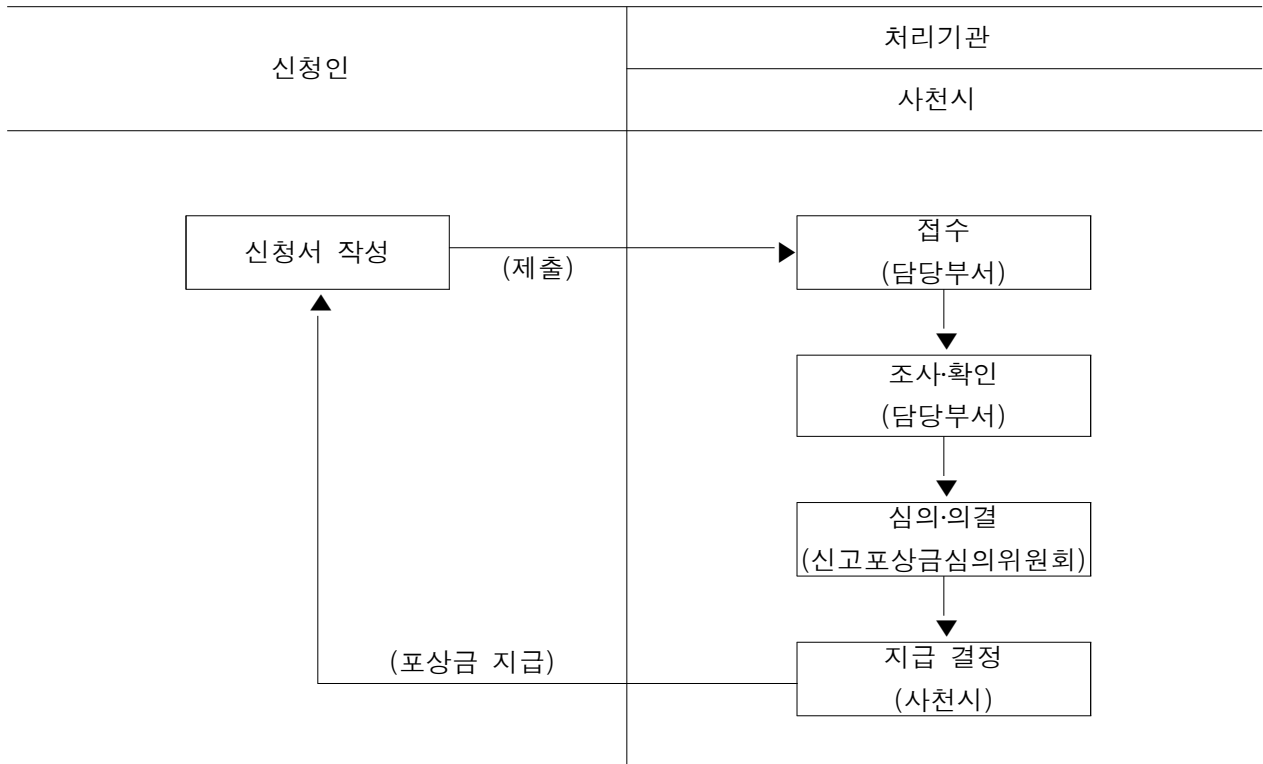 신청인
처리기관
사천시
신청서 작성
(제출)
접수
(담당부서)
조사·확인
(담당부서)
심의·의결
(신고포상금심의위원회)
지급 결정
(사천시)
(포상금 지급)